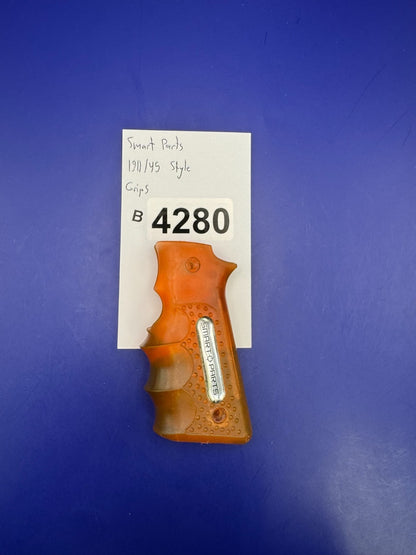 Smart Parts
1911/45 Style
Grips
B 4280
SMART PARTS